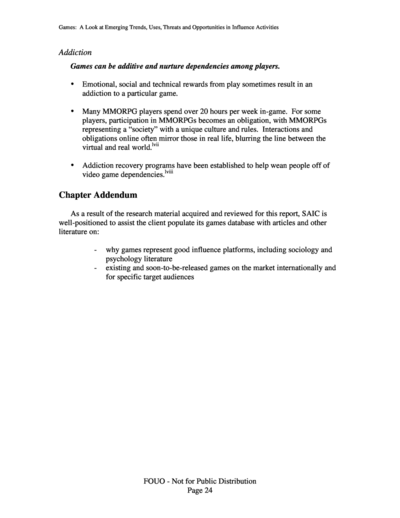 Games: A Look at Emerging Trends, Uses, Threats and Opportunities in Influence Activities
Addiction
Games can be additive and nurture dependencies among players.
• Emotional, social and technical rewards from play sometimes result in an
addiction to a particular game.
• Many MMORPG players spend over 20 hours per week in-game. For some
players, participation in MMORPGs becomes an obligation, with MMORPGs
representing a “society” with a unique culture and rules. Interactions and
obligations online often mirror those in real life, blurring the line between the
virtual and real world.lvii
• Addiction recovery programs have been established to help wean people off of
video game dependencies.lviii
Chapter Addendum
As a result of the research material acquired and reviewed for this report, SAIC is
well-positioned to assist the client populate its games database with articles and other
literature on:
- why games represent good influence platforms, including sociology and
psychology literature
- existing and soon-to-be-released games on the market internationally and
for specific target audiences
FOUO - Not for Public Distribution
Page 24